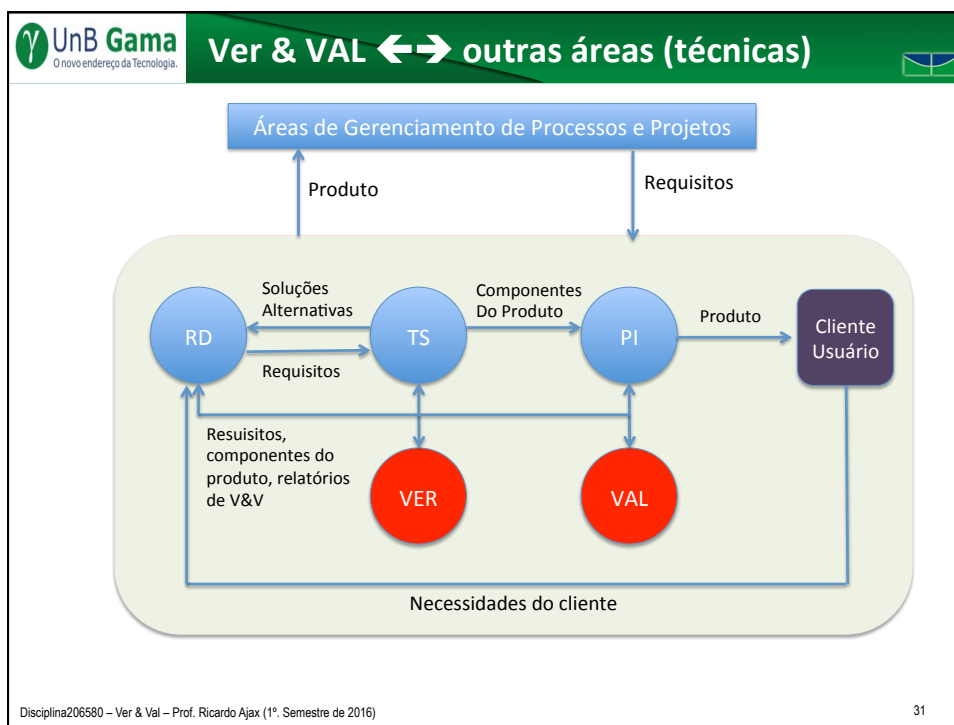 γ UnB Gama
O novo endereço da Tecnologia.
Ver & VAL ←→ outras áreas (técnicas)
Áreas de Gerenciamento de Processos e Projetos
Produto
Requisitos
Soluções
Alternativas
Componentes
Do Produto
Produto
RD
TS
PI
Cliente
Usuário
Requisitos
Resuisitos,
componentes do
produto, relatórios
de V&V
VER
VAL
Necessidades do cliente
Disciplina206580 – Ver & Val – Prof. Ricardo Ajax (1º. Semestre de 2016)
31